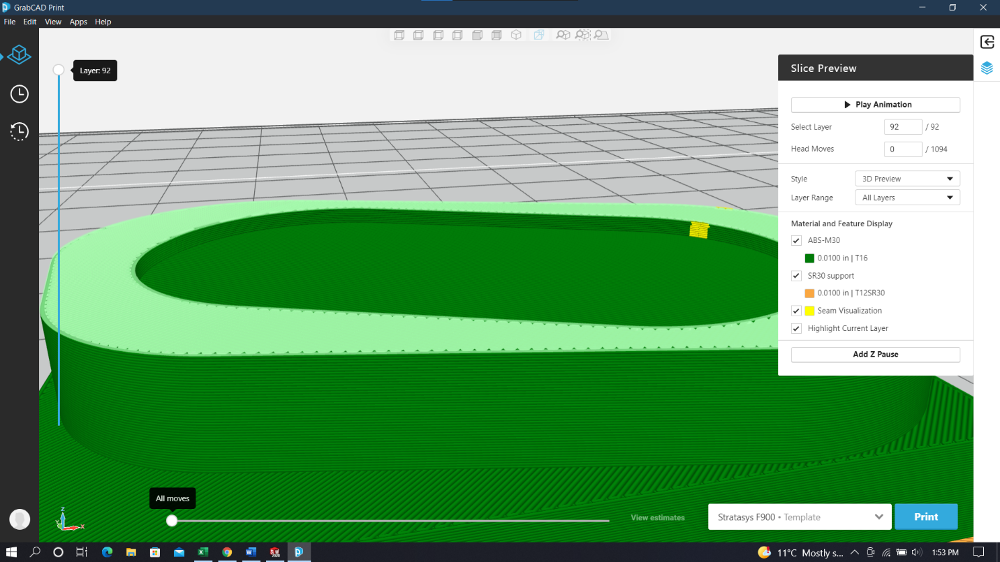 GrabCAD Print
File Edit View Apps Help
Layer: 92
Slice Preview
Play Animation
Select Layer 92 / 92
Head Moves 0 / 1094
Style 3D Preview
Layer Range All Layers
Material and Feature Display
ABS-M30
0.0100 in | T16
SR30 support
0.0100 in | T12SR30
Seam Visualization
Highlight Current Layer
Add Z Pause
All moves
Z
Y
X
View estimates
Stratasys F900 • Template
Print
11°C Mostly s... 1:53 PM